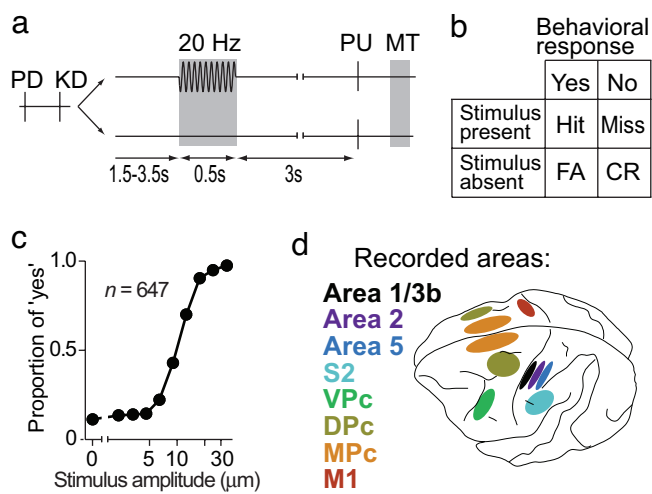 a
20 Hz
PU
MT
PD
KD
1.5-3.5s
0.5s
3s
b
Behavioral
response
Yes
No
Stimulus
present
Hit
Miss
Stimulus
absent
FA
CR
c
Proportion of 'yes'
1.0
0.5
0
n = 647
0
5
10
30
Stimulus amplitude (μm)
d
Recorded areas:
Area 1/3b
Area 2
Area 5
S2
VPc
DPc
MPc
M1